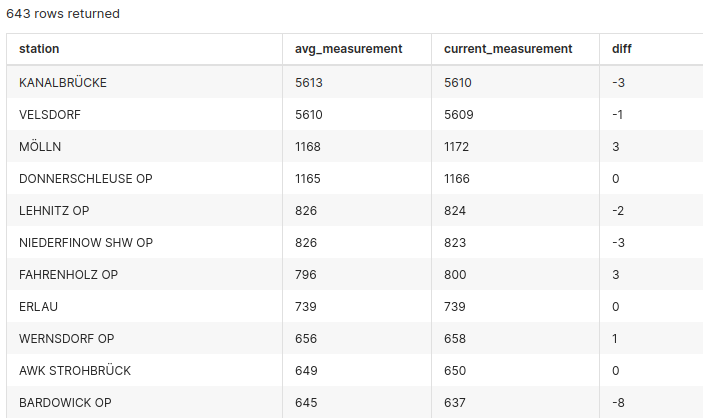 643 rows returned
station avg_measurement current_measurement diff
KANALBRÜCKE 5613 5610 -3
VELSDORF 5610 5609 -1
MÖLLN 1168 1172 3
DONNERSCHLEUSE OP 1165 1166 0
LEHNITZ OP 826 824 -2
NIEDERFINOW SHW OP 826 823 -3
FAHRENHOLZ OP 796 800 3
ERLAU 739 739 0
WERNSDORF OP 656 658 1
AWK STROHBRÜCK 649 650 0
BARDOWICK OP 645 637 -8